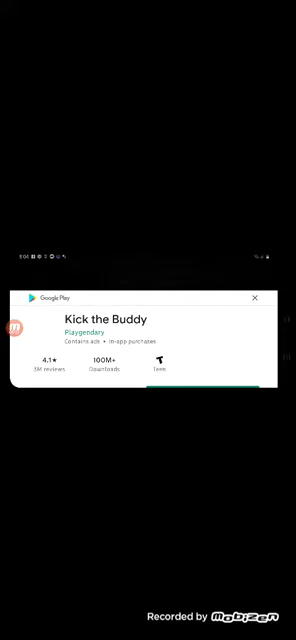 Google Play
Kick the Buddy
Playgendary
Contains ads • In-app purchases
4.1★ 100M+ T
3M reviews Downloads Teen
Recorded by mobizen